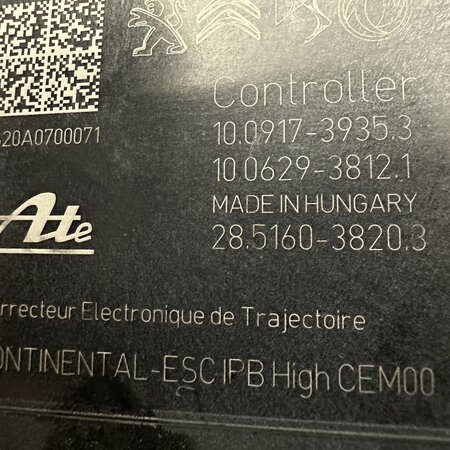 Controller
10.0917-3935.3
620A0700071
10.0629-3812.1
MADE IN HUNGARY
Ate
28.5160-3820.3
rrecteur Electronique de Trajectoire
ONTINENTAL-ESC IPB High CEM00